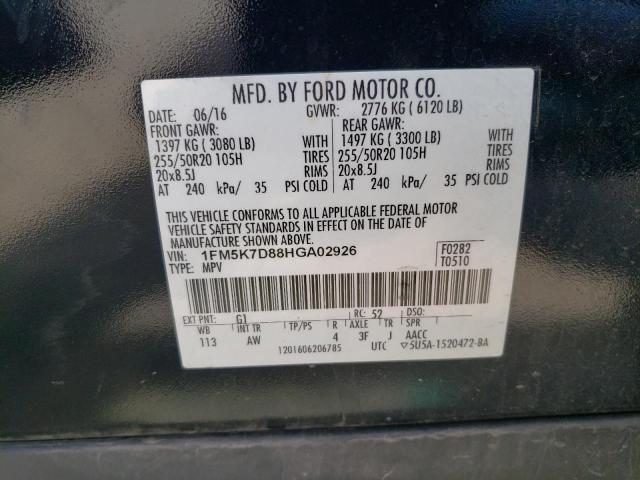 MFD. BY FORD MOTOR CO.
DATE: 06/16 GVWR: 2776 KG ( 6120 LB)
FRONT GAWR: REAR GAWR:
1397 KG ( 3080 LB) WITH 1497 KG ( 3300 LB) WITH
255/50R20 105H TIRES 255/50R20 105H TIRES
20x8.5J RIMS 20x8.5J RIMS
AT 240 kPa/ 35 PSI COLD AT 240 kPa/ 35 PSI COLD
THIS VEHICLE CONFORMS TO ALL APPLICABLE FEDERAL MOTOR
VEHICLE SAFETY STANDARDS IN EFFECT ON THE DATE OF
MANUFACTURE SHOWN ABOVE.
VIN: 1FM5K7D88HGA02926 F0282
TYPE: MPV T0510
EXT PNT: G1 RC: 52 DSO:
WB INT TR TP/PS R AXLE TR SPR
113 AW 4 3F J AACC
1201606206785 UTC ▽5U5A-1520472-BA